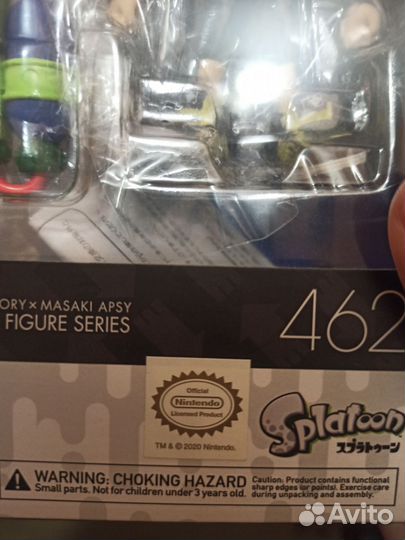 ORY × MASAKI APSY
FIGURE SERIES
462
Official
Nintendo
Licensed Product
TM & © 2020 Nintendo.
Splatoon
スプラトゥーン
WARNING: CHOKING HAZARD
Small parts. Not for children under 3 years old.
Caution: Product contains functional
sharp edges (or points). Exercise care
during unpacking and assembly.
Avito